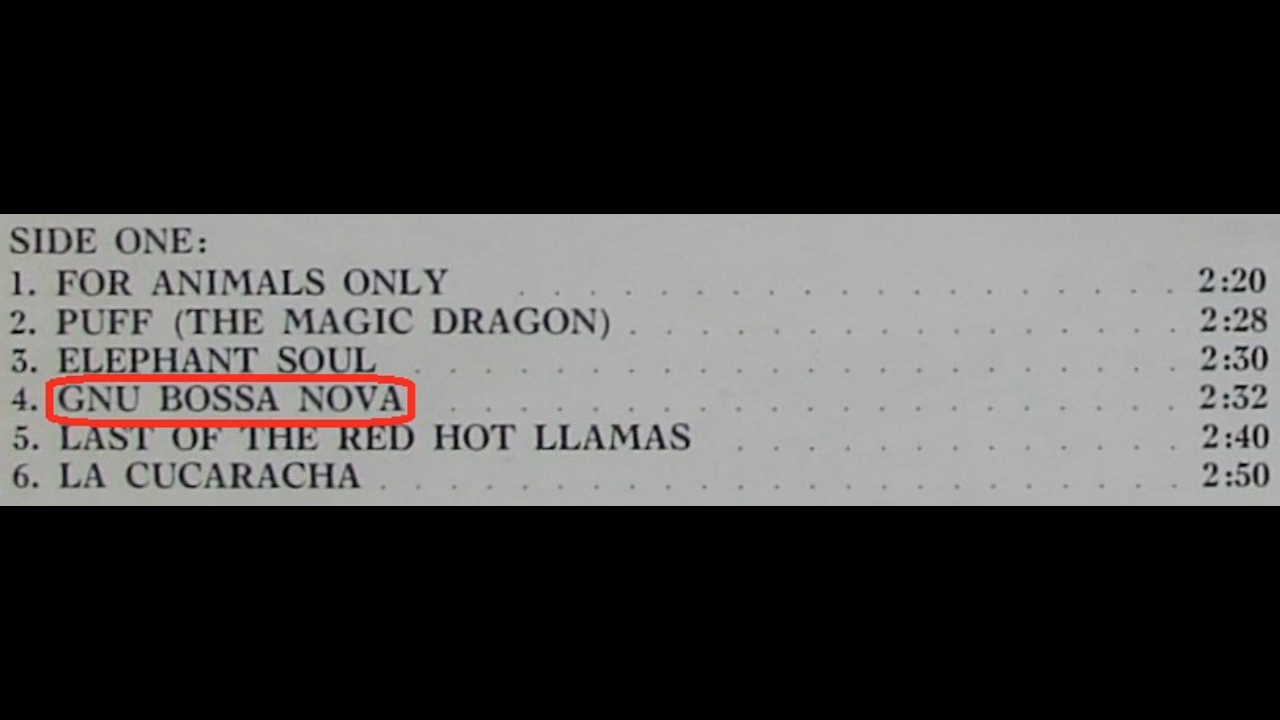 SIDE ONE:
1. FOR ANIMALS ONLY . . . . . . . . . . . . . . . . . . . 2:20
2. PUFF (THE MAGIC DRAGON) . . . . . . . . . . . . . . . . 2:28
3. ELEPHANT SOUL . . . . . . . . . . . . . . . . . . . . . . 2:30
4. GNU BOSSA NOVA . . . . . . . . . . . . . . . . . . . . . 2:32
5. LAST OF THE RED HOT LLAMAS . . . . . . . . . . . . . 2:40
6. LA CUCARACHA . . . . . . . . . . . . . . . . . . . . . . . 2:50